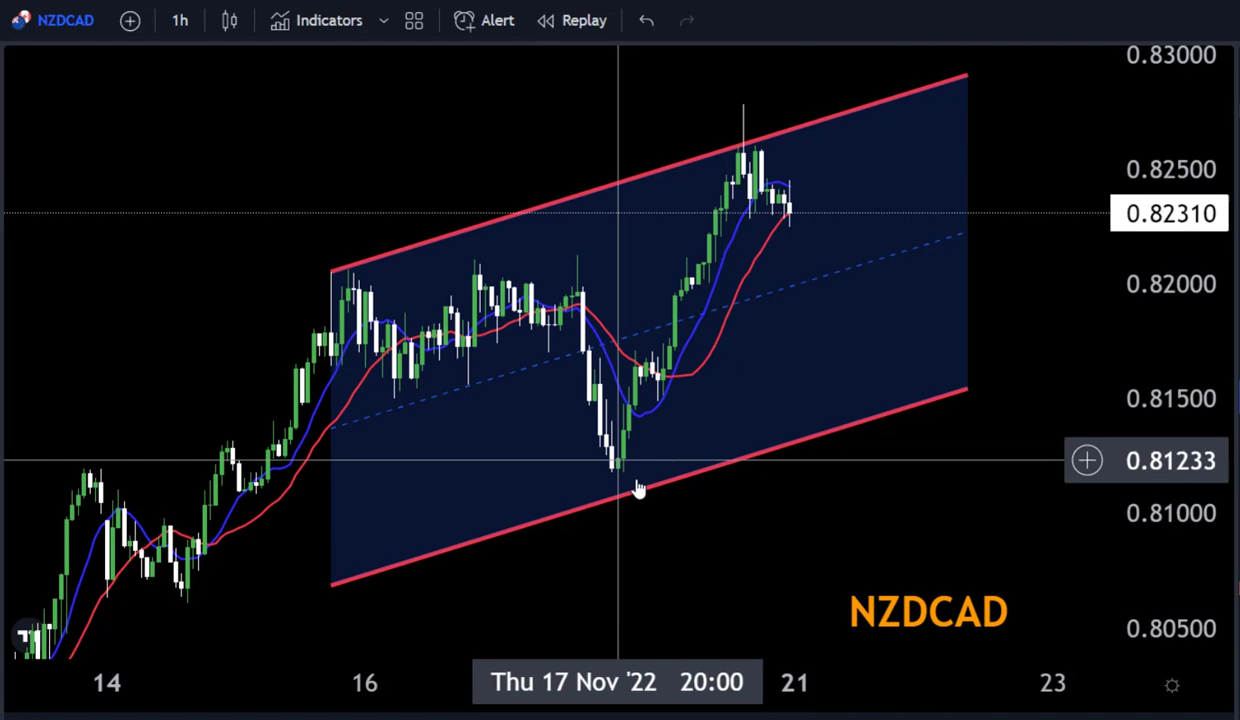 NZDCAD 1h Indicators Alert Replay
0.83000
0.82500
0.82310
0.82000
0.81500
0.81233
0.81000
NZDCAD
0.80500
14 16 Thu 17 Nov '22 20:00 21 23